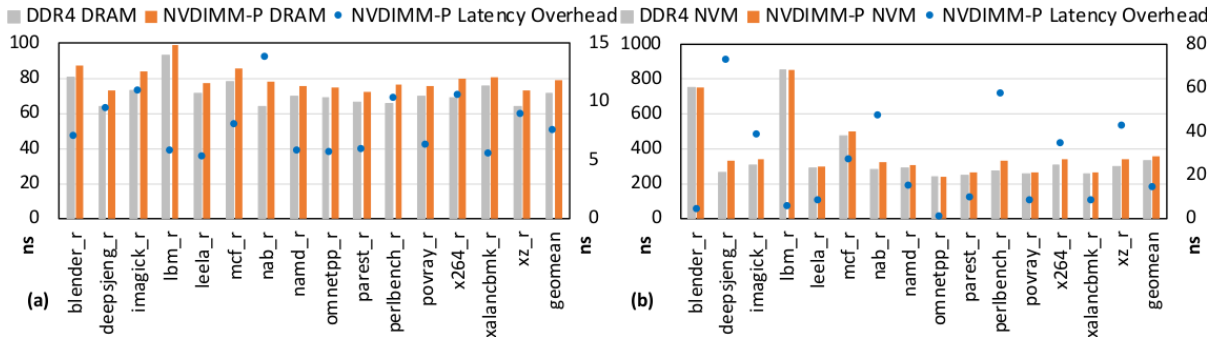 DDR4 DRAM NVDIMM-P DRAM NVDIMM-P Latency Overhead
100
80
60
40
20
0
15
10
5
0
ns
ns
blender_r
deepsjeng_r
imagick_r
lbm_r
leela_r
mcf_r
nab_r
namd_r
omnetpp_r
parest_r
perlbench_r
povray_r
x264_r
xalancbmk_r
xz_r
geomean
(a)
DDR4 NVM NVDIMM-P NVM NVDIMM-P Latency Overhead
1000
800
600
400
200
0
80
60
40
20
0
ns
ns
blender_r
deepsjeng_r
imagick_r
lbm_r
leela_r
mcf_r
nab_r
namd_r
omnetpp_r
parest_r
perlbench_r
povray_r
x264_r
xalancbmk_r
xz_r
geomean
(b)